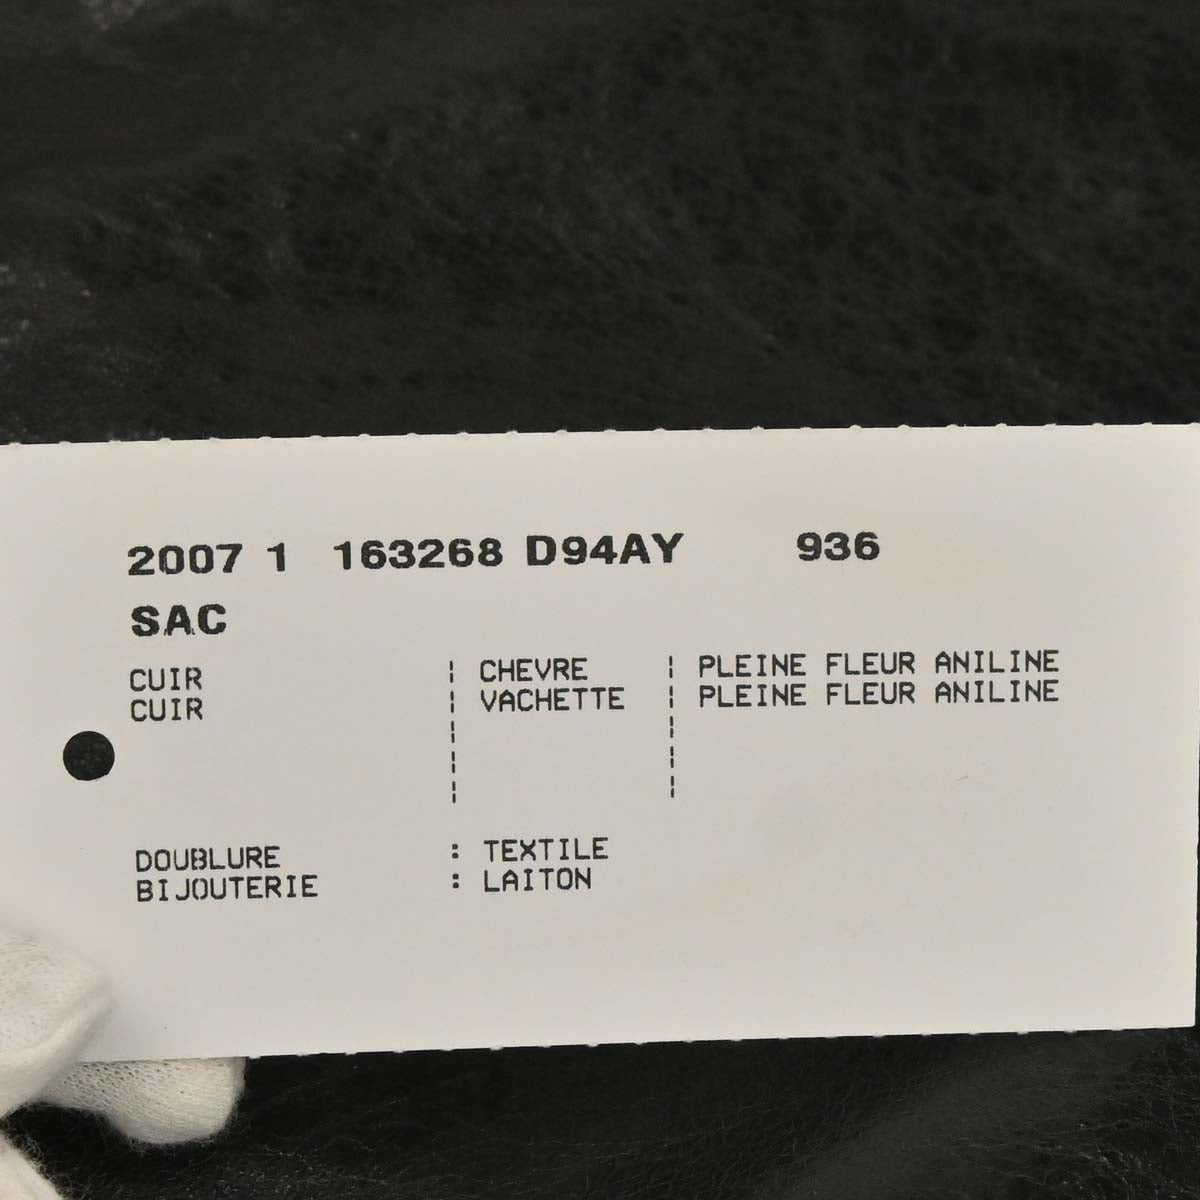 2007 1 163268 D94AY 936
SAC
CUIR ¦ CHEVRE ¦ PLEINE FLEUR ANILINE
CUIR ¦ VACHETTE ¦ PLEINE FLEUR ANILINE
DOUBLURE : TEXTILE
BIJOUTERIE : LAITON